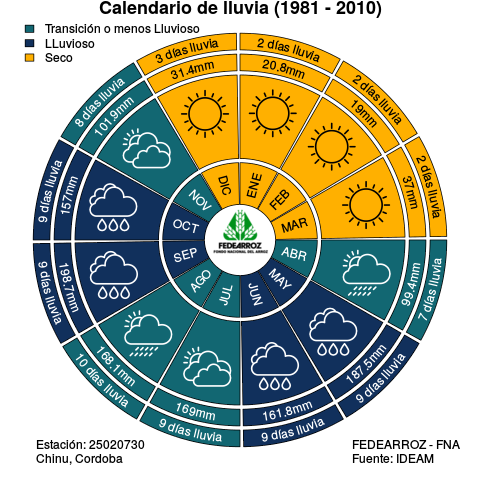 Calendario de lluvia (1981 - 2010)
Transición o menos Lluvioso
LLuvioso
Seco
2 días lluvia
20.8mm
ENE
2 días lluvia
19mm
FEB
2 días lluvia
37mm
MAR
7 días lluvia
99.4mm
ABR
9 días lluvia
187.5mm
MAY
9 días lluvia
161.8mm
JUN
9 días lluvia
169mm
JUL
10 días lluvia
168.1mm
AGO
9 días lluvia
198.7mm
SEP
9 días lluvia
157mm
OCT
8 días lluvia
101.9mm
NOV
3 días lluvia
31.4mm
DIC
FEDEARROZ
FONDO NACIONAL DEL ARROZ
Estación: 25020730
Chinu, Cordoba
FEDEARROZ - FNA
Fuente: IDEAM